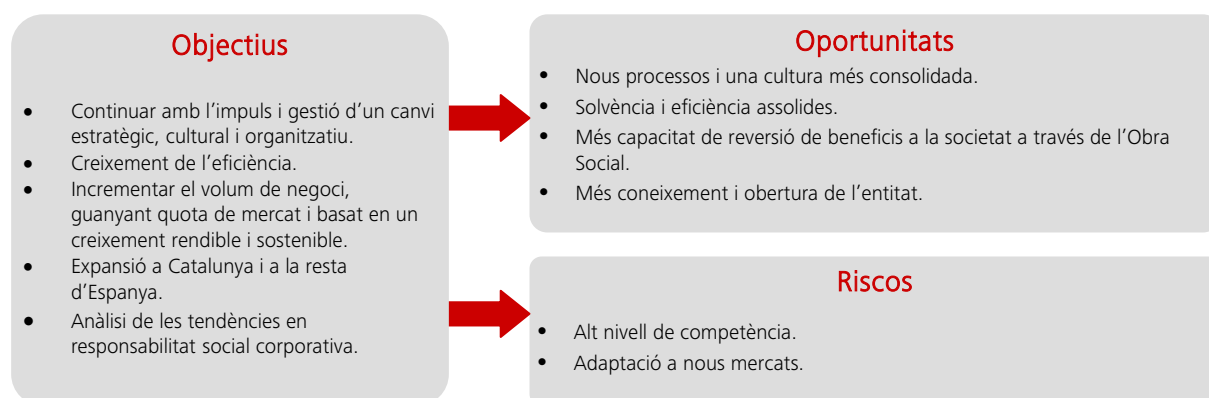 Objectius
• Continuar amb l’impuls i gestió d’un canvi
estratègic, cultural i organitzatiu.
• Creixement de l’eficiència.
• Incrementar el volum de negoci,
guanyant quota de mercat i basat en un
creixement rendible i sostenible.
• Expansió a Catalunya i a la resta
d’Espanya.
• Anàlisi de les tendències en
responsabilitat social corporativa.
Oportunitats
• Nous processos i una cultura més consolidada.
• Solvència i eficiència assolides.
• Més capacitat de reversió de beneficis a la societat a través de l’Obra
Social.
• Més coneixement i obertura de l’entitat.
Riscos
• Alt nivell de competència.
• Adaptació a nous mercats.